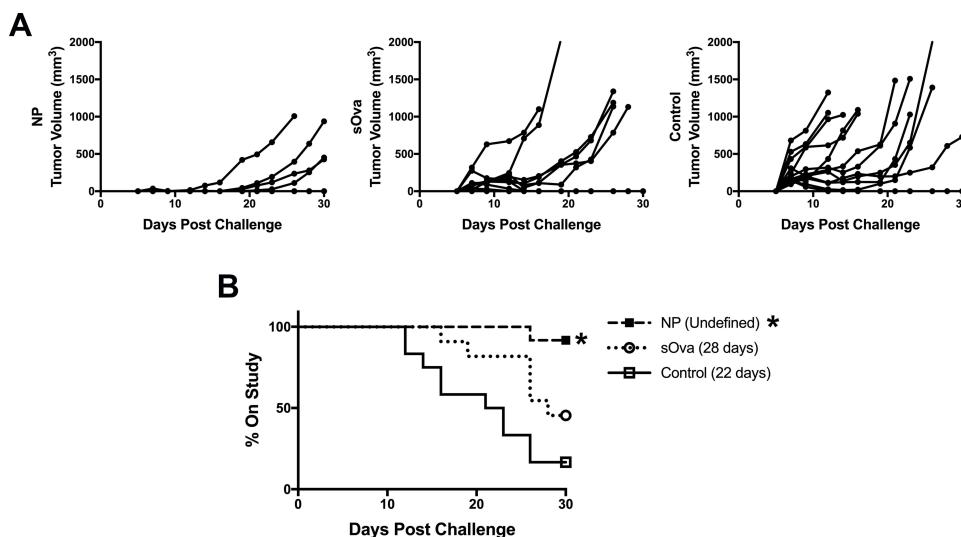 A
NP
Tumor Volume (mm³)
2000
1500
1000
500
0
0
10
20
30
Days Post Challenge
sOva
Tumor Volume (mm³)
2000
1500
1000
500
0
0
10
20
30
Days Post Challenge
Control
Tumor Volume (mm³)
2000
1500
1000
500
0
0
10
20
30
Days Post Challenge
B
% On Study
100
50
0
0
10
20
30
Days Post Challenge
*
NP (Undefined) *
sOva (28 days)
Control (22 days)